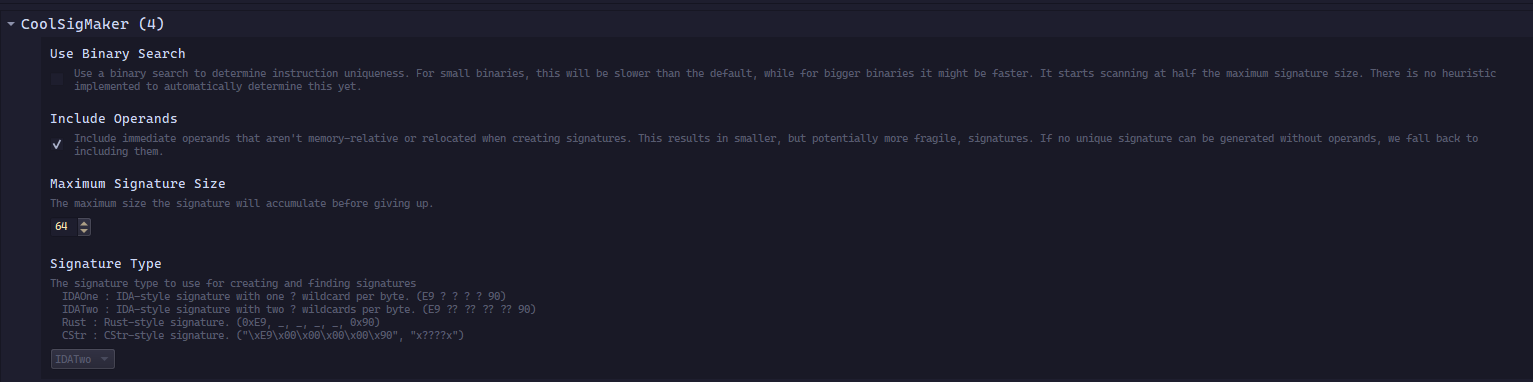 CoolSigMaker (4)
Use Binary Search
Use a binary search to determine instruction uniqueness. For small binaries, this will be slower than the default, while for bigger binaries it might be faster. It starts scanning at half the maximum signature size. There is no heuristic
implemented to automatically determine this yet.
Include Operands
Include immediate operands that aren't memory-relative or relocated when creating signatures. This results in smaller, but potentially more fragile, signatures. If no unique signature can be generated without operands, we fall back to
including them.
Maximum Signature Size
The maximum size the signature will accumulate before giving up.
64
Signature Type
The signature type to use for creating and finding signatures
IDAOne : IDA-style signature with one ? wildcard per byte. (E9 ? ? ? ? 90)
IDATwo : IDA-style signature with two ? wildcards per byte. (E9 ?? ?? ?? ?? 90)
Rust : Rust-style signature. (0xE9, _, _, _, _, 0x90)
CStr : CStr-style signature. ("\xE9\x00\x00\x00\x00\x90", "x????x")
IDATwo